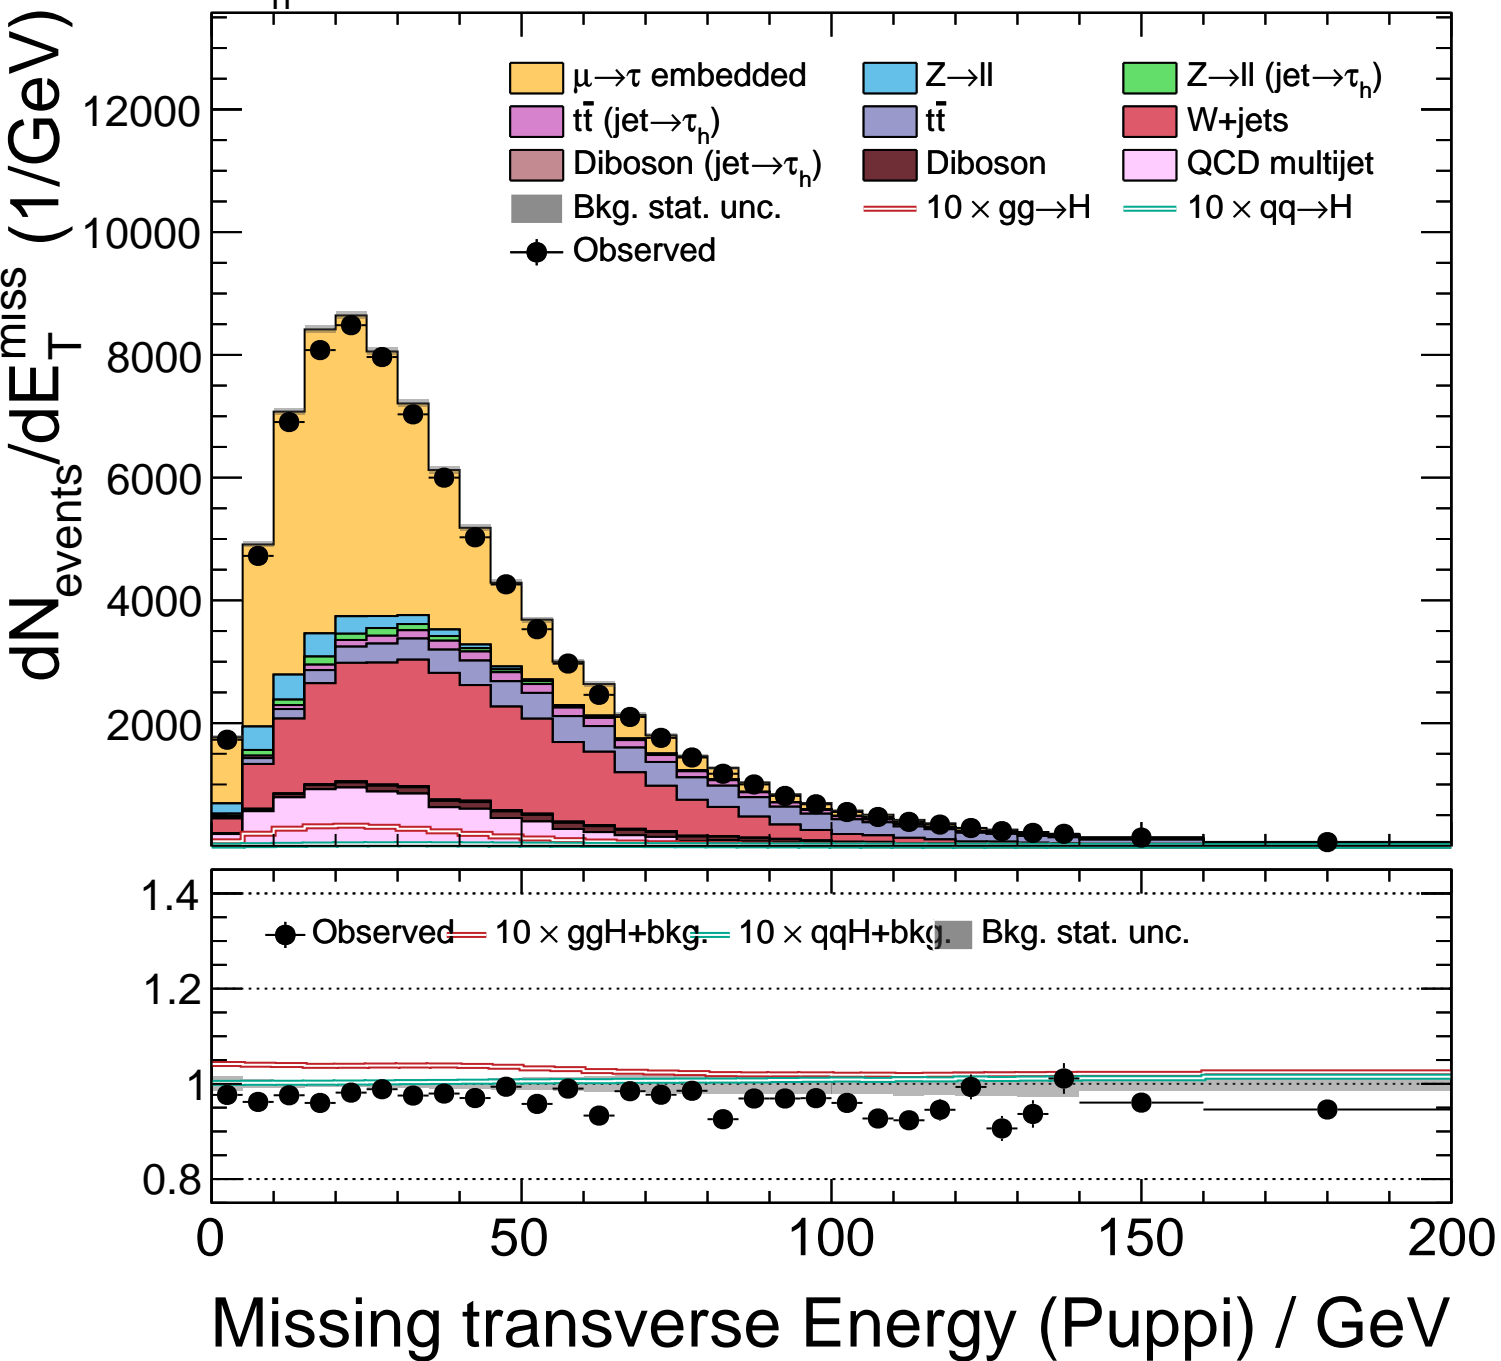 dN_events/dE_T^miss (1/GeV)
12000
10000
8000
6000
4000
2000
μ→τ embedded Z→ll Z→ll (jet→τ_h)
tt̄ (jet→τ_h) tt̄ W+jets
Diboson (jet→τ_h) Diboson QCD multijet
Bkg. stat. unc. 10 × gg→H 10 × qq→H
Observed
1.4
1.2
1
0.8
Observed 10 × ggH+bkg. 10 × qqH+bkg. Bkg. stat. unc.
0 50 100 150 200
Missing transverse Energy (Puppi) / GeV